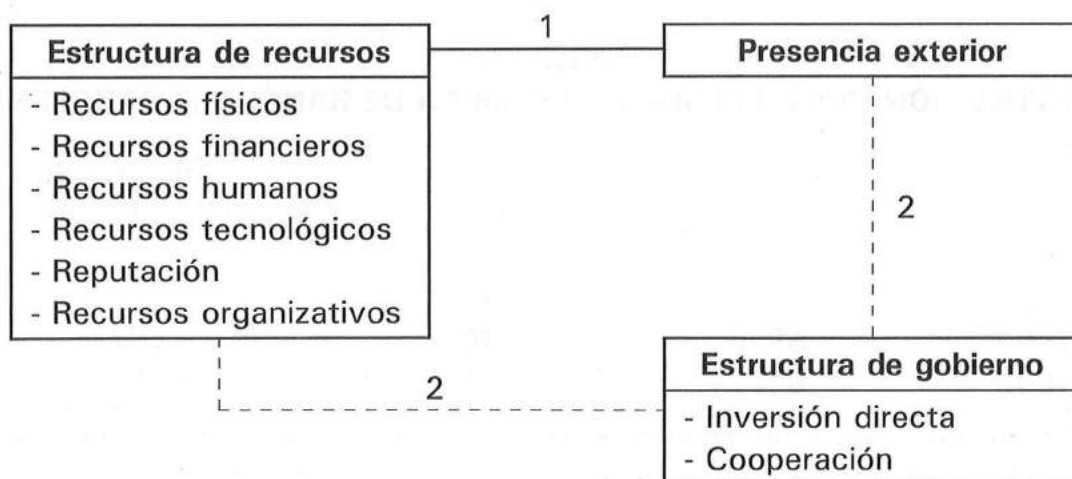 1
Estructura de recursos
- Recursos físicos
- Recursos financieros
- Recursos humanos
- Recursos tecnológicos
- Reputación
- Recursos organizativos
Presencia exterior
2
2
Estructura de gobierno
- Inversión directa
- Cooperación